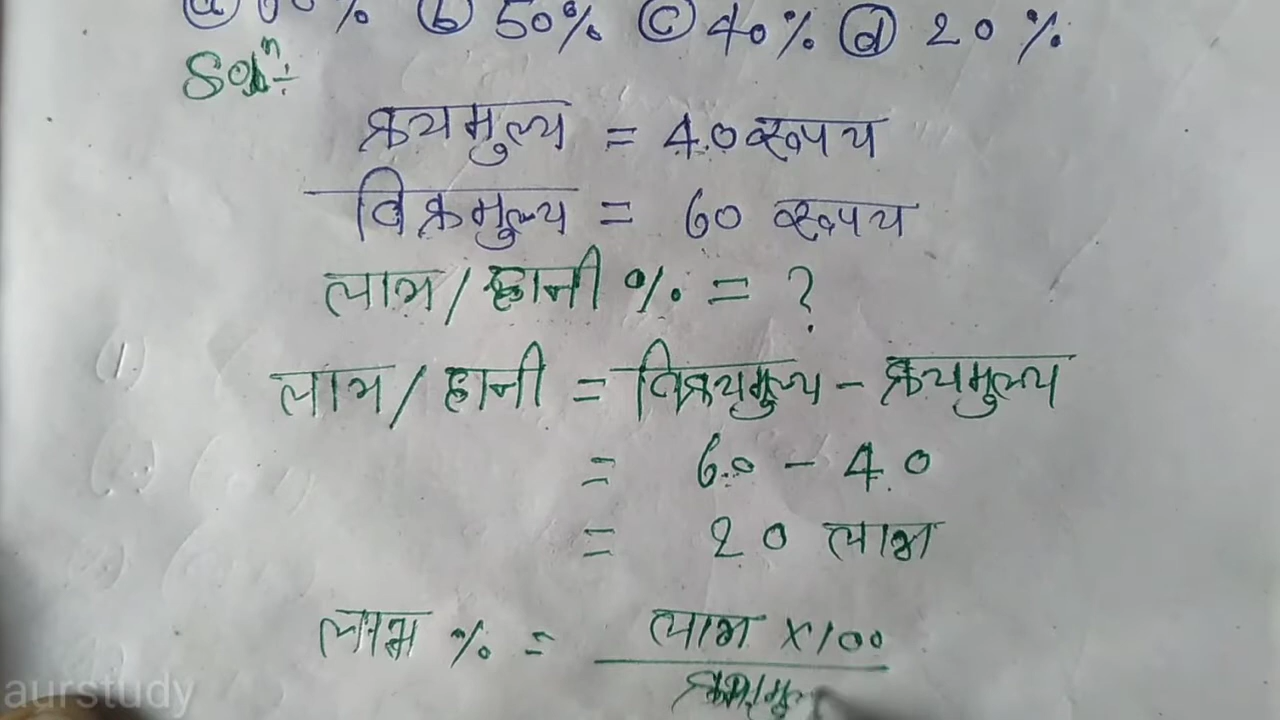 % ⓑ 50% ⓒ 40% ⓓ 20%
Solⁿ÷
क्रयमुल्य = 40 रूपय
विक्रमुल्य = 60 रूपय
लाभ/हानी % = ?
लाभ/हानी = विक्रयमुल्य - क्रयमुल्य
= 60 - 40
= 20 लाभ
लाभ % = लाभ x100
aurstudy